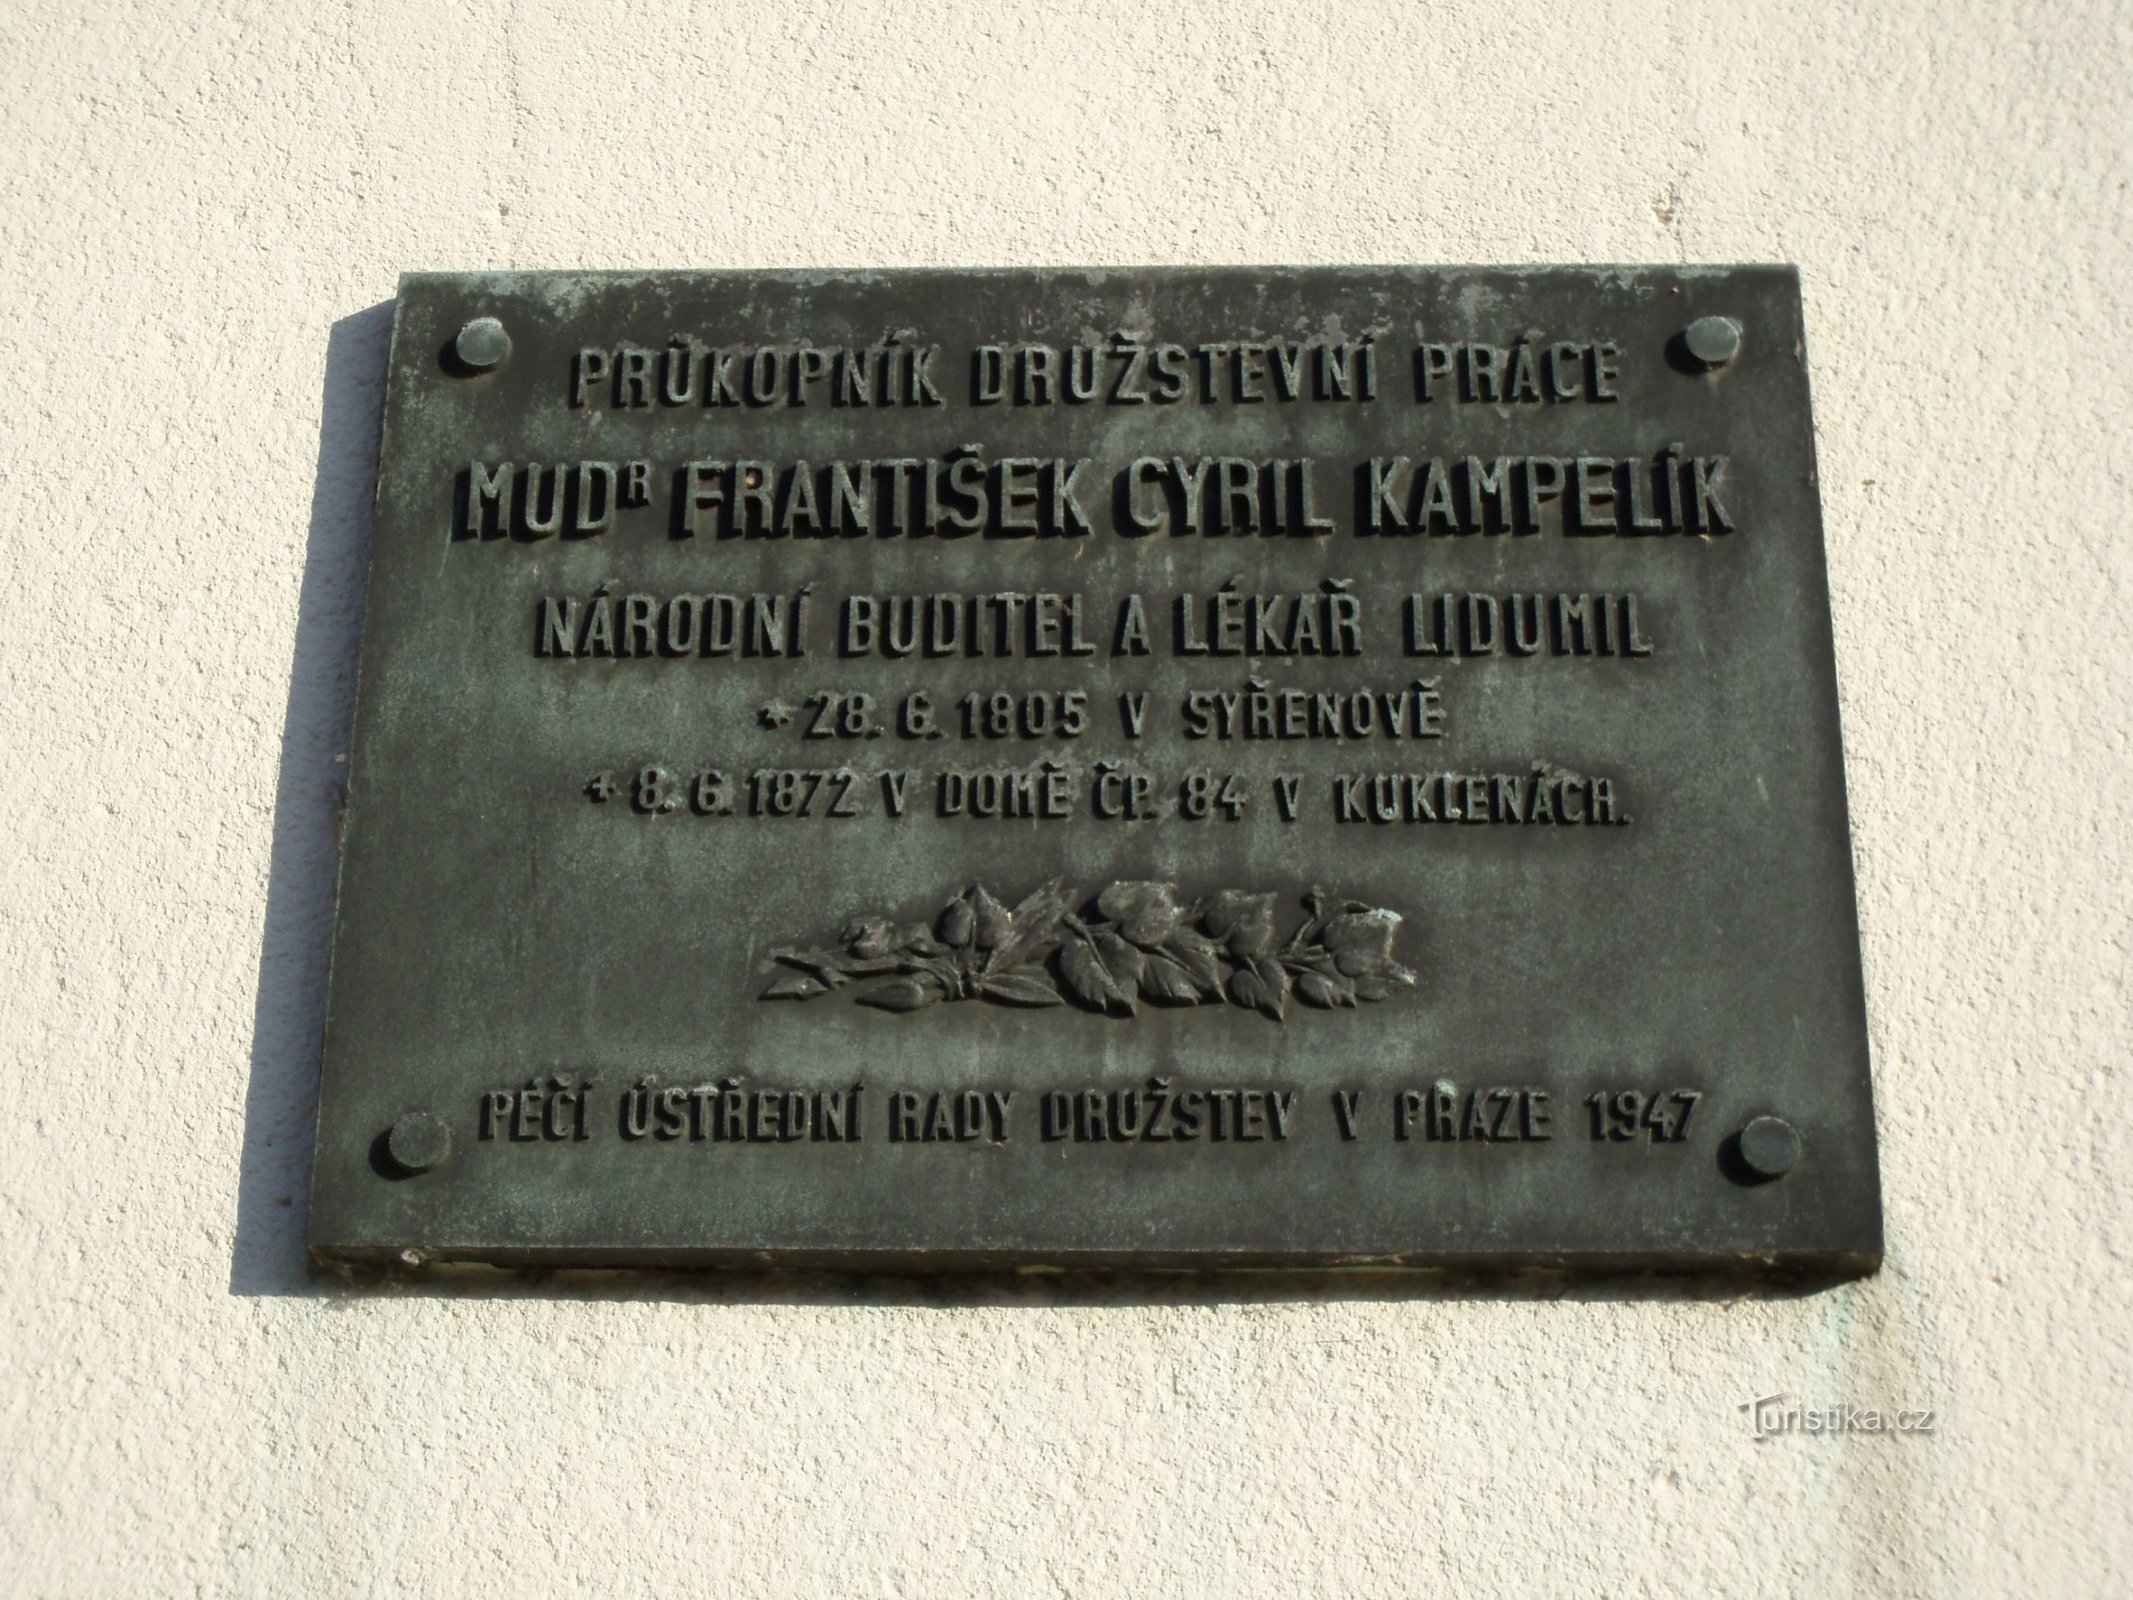 PRŮKOPNÍK DRUŽSTEVNÍ PRÁCE
MUDR FRANTIŠEK CYRIL KAMPELÍK
NÁRODNÍ BUDITEL A LÉKAŘ LIDUMIL
* 28. 6. 1805 V SYŘENOVĚ
+ 8. 6. 1872 V DOMĚ ČP. 84 V KUKLENÁCH.
PÉČÍ ÚSTŘEDNÍ RADY DRUŽSTEV V PRAZE 1947
Turistika.cz